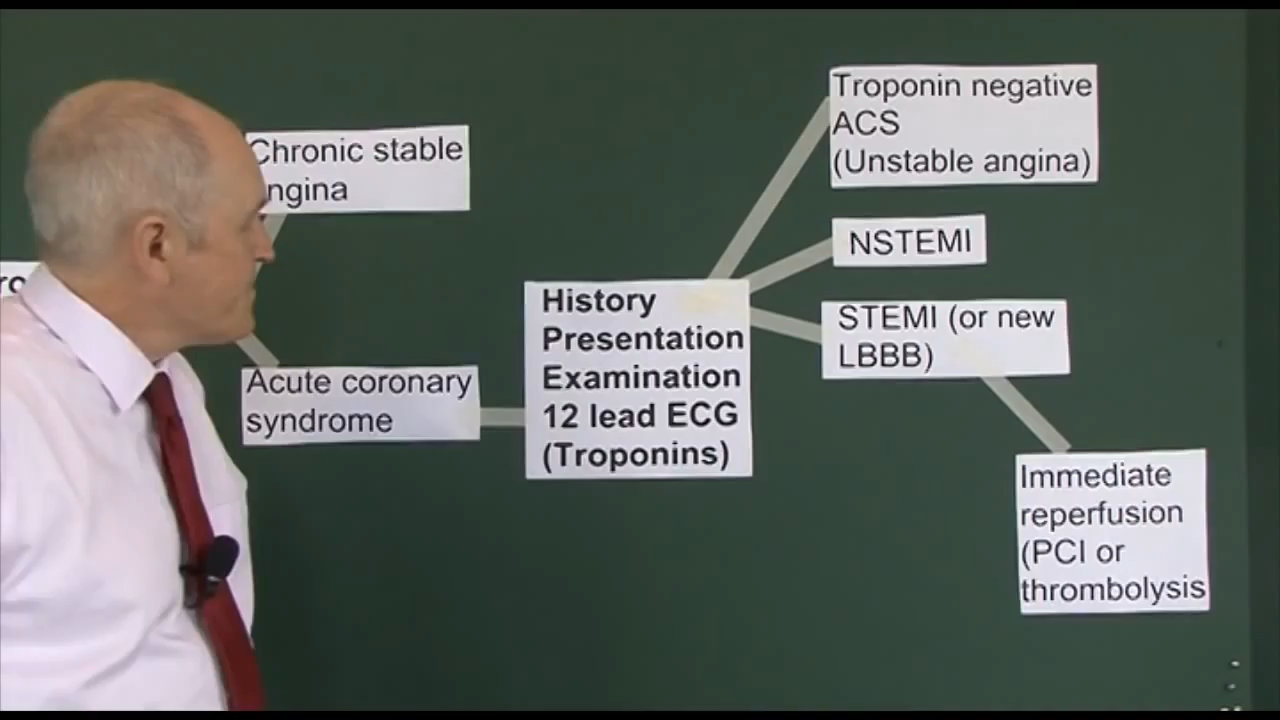 Chronic stable
ngina
Acute coronary
syndrome
History
Presentation
Examination
12 lead ECG
(Troponins)
Troponin negative
ACS
(Unstable angina)
NSTEMI
STEMI (or new
LBBB)
Immediate
reperfusion
(PCI or
thrombolysis